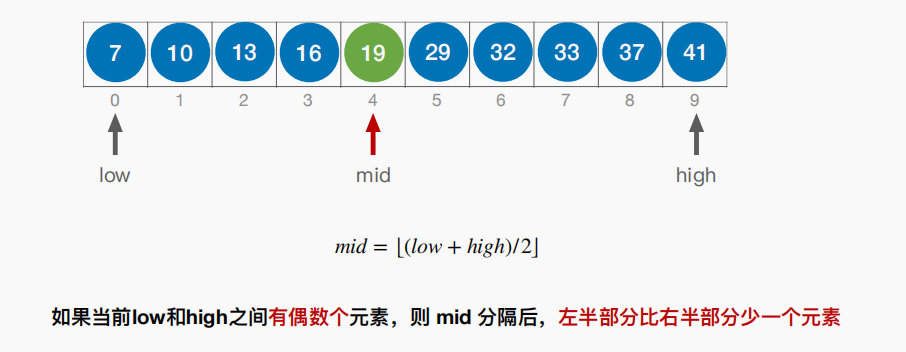 7 10 13 16 19 29 32 33 37 41
0 1 2 3 4 5 6 7 8 9
low mid high
mid = ⌊(low + high)/2⌋
如果当前low和high之间有偶数个元素，则 mid 分隔后，左半部分比右半部分少一个元素